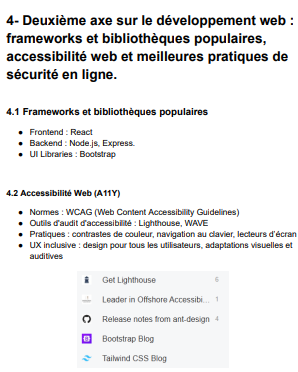 4- Deuxième axe sur le développement web :
frameworks et bibliothèques populaires,
accessibilité web et meilleures pratiques de
sécurité en ligne.
4.1 Frameworks et bibliothèques populaires
● Frontend : React
● Backend : Node.js, Express.
● UI Libraries : Bootstrap
4.2 Accessibilité Web (A11Y)
● Normes : WCAG (Web Content Accessibility Guidelines)
● Outils d'audit d'accessibilité : Lighthouse, WAVE
● Pratiques : contrastes de couleur, navigation au clavier, lecteurs d'écran
● UX inclusive : design pour tous les utilisateurs, adaptations visuelles et
auditives
Get Lighthouse 6
Leader in Offshore Accessibi... 1
Release notes from ant-design 4
Bootstrap Blog
Tailwind CSS Blog